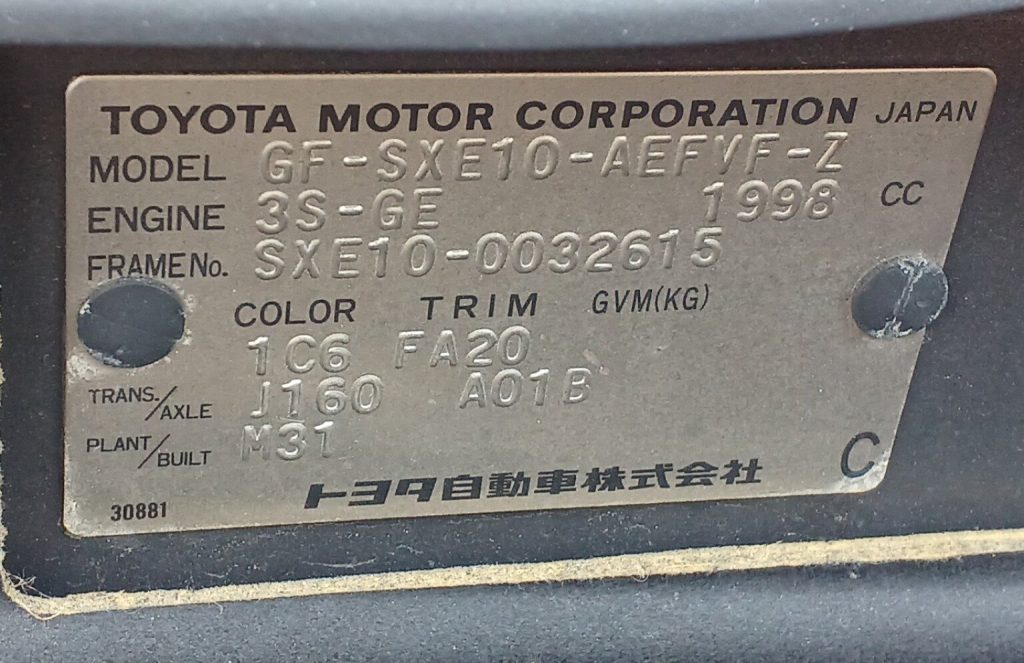 TOYOTA MOTOR CORPORATION JAPAN
MODEL GF-SXE10-AEFVF-Z
ENGINE 3S-GE 1998 CC
FRAME No. SXE10-0032615
COLOR TRIM GVM(KG)
1C6 FA20
TRANS./AXLE J160 A01B
PLANT/BUILT M31
C
トヨタ自動車株式会社
30881